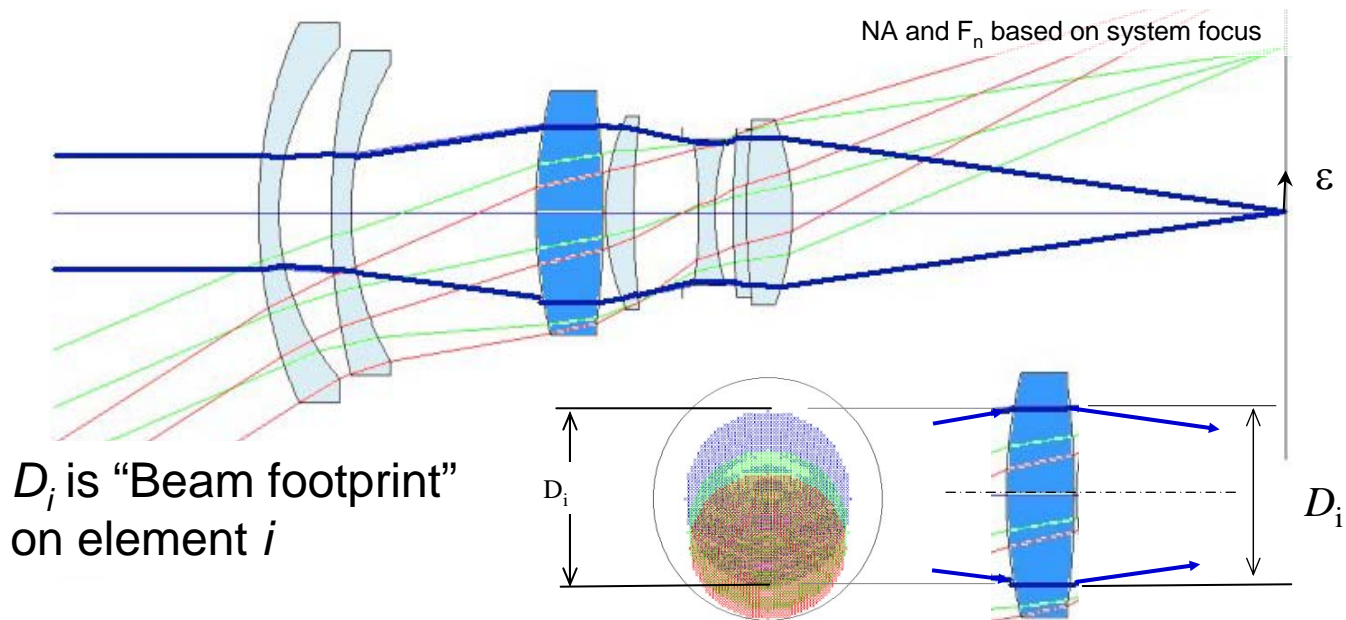 NA and Fn based on system focus
ε
Di is “Beam footprint”
on element i
Di
Di